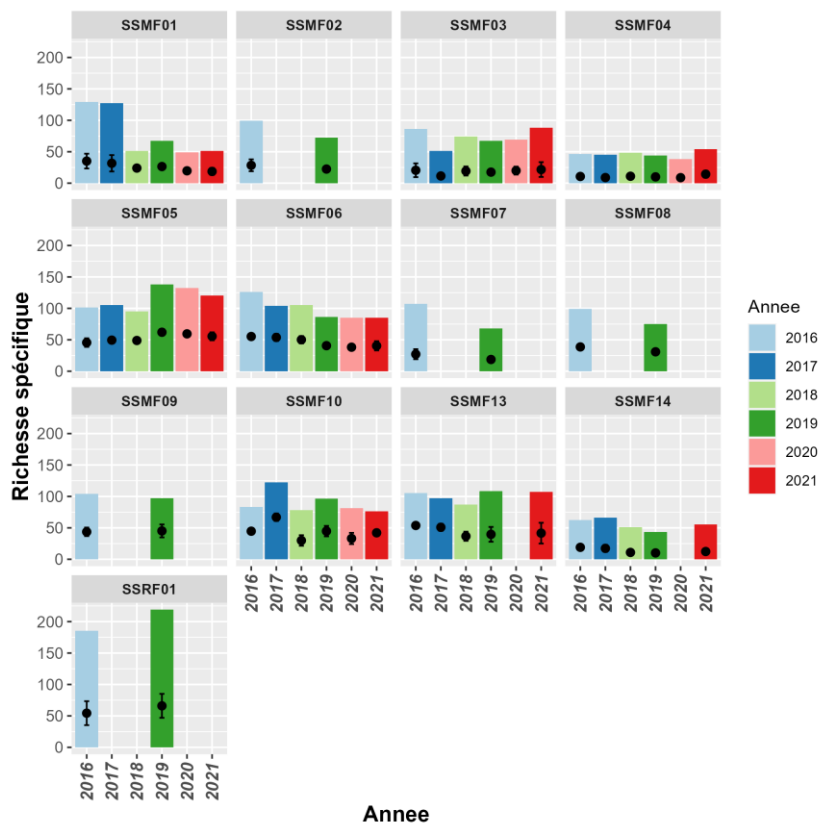 SSMF01 SSMF02 SSMF03 SSMF04
200
150
100
50
0
SSMF05 SSMF06 SSMF07 SSMF08
200
150
100
50
0
SSMF09 SSMF10 SSMF13 SSMF14
200
150
100
50
0
2016 2017 2018 2019 2020 2021 2016 2017 2018 2019 2020 2021 2016 2017 2018 2019 2020 2021
SSRF01
200
150
100
50
0
2016 2017 2018 2019 2020 2021
Richesse spécifique
Annee
Annee
2016
2017
2018
2019
2020
2021